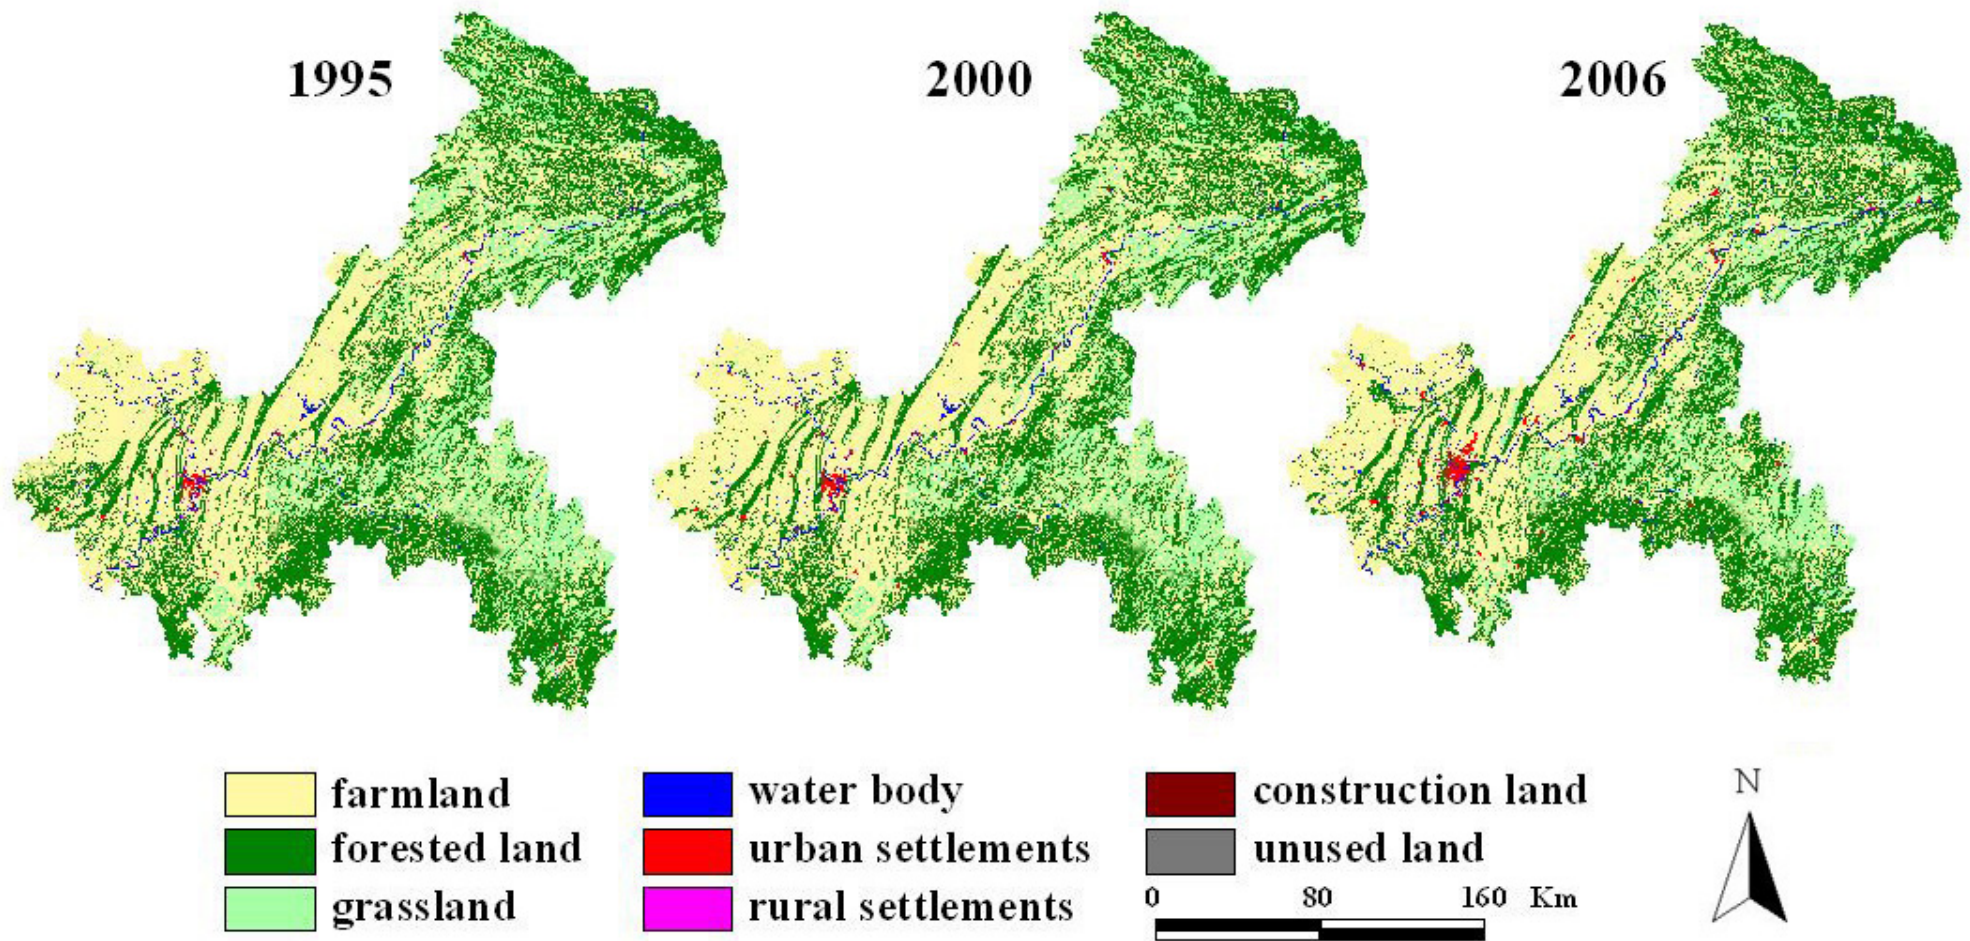 1995
2000
2006
farmland
water body
construction land
N
forested land
urban settlements
unused land
grassland
rural settlements
0 80 160 Km